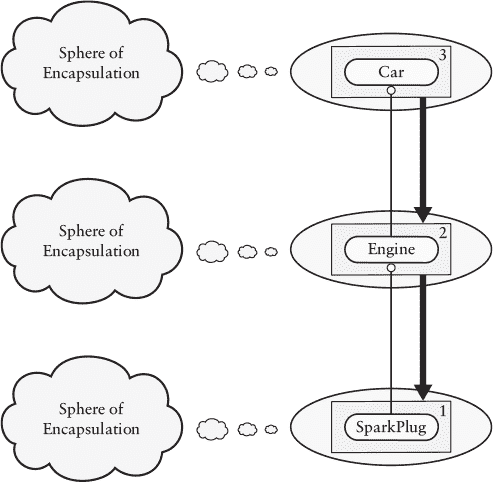 Sphere of
Encapsulation
3
Car
Sphere of
Encapsulation
2
Engine
Sphere of
Encapsulation
1
SparkPlug